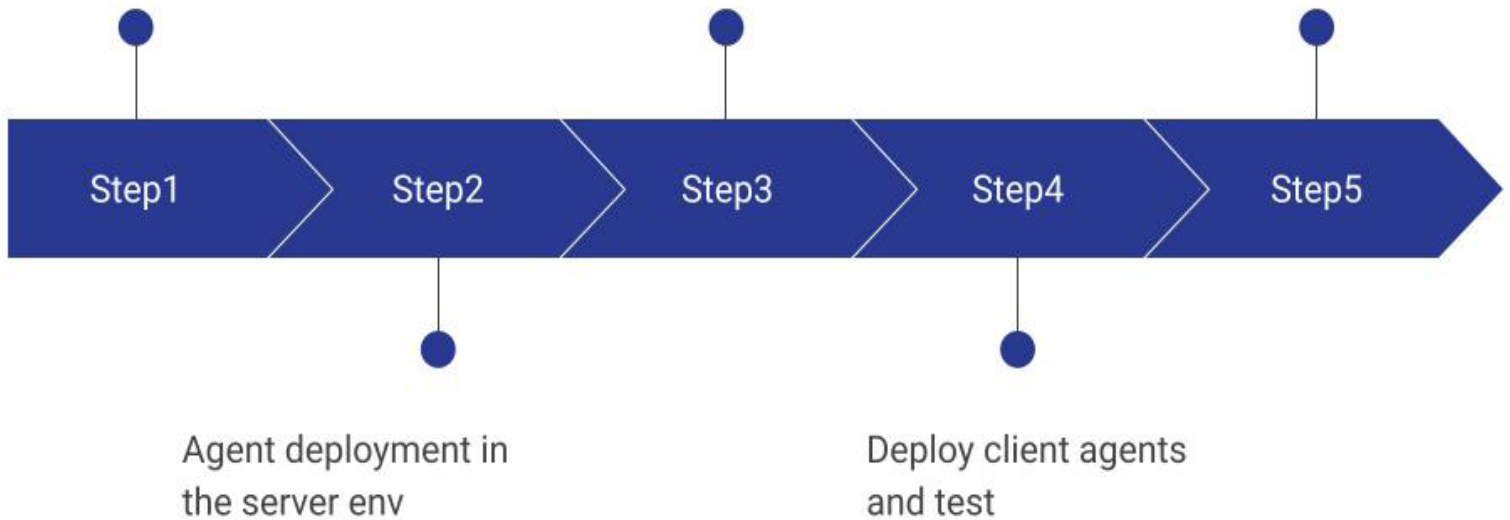 Step1
Step2
Step3
Step4
Step5
Agent deployment in
the server env
Deploy client agents
and test